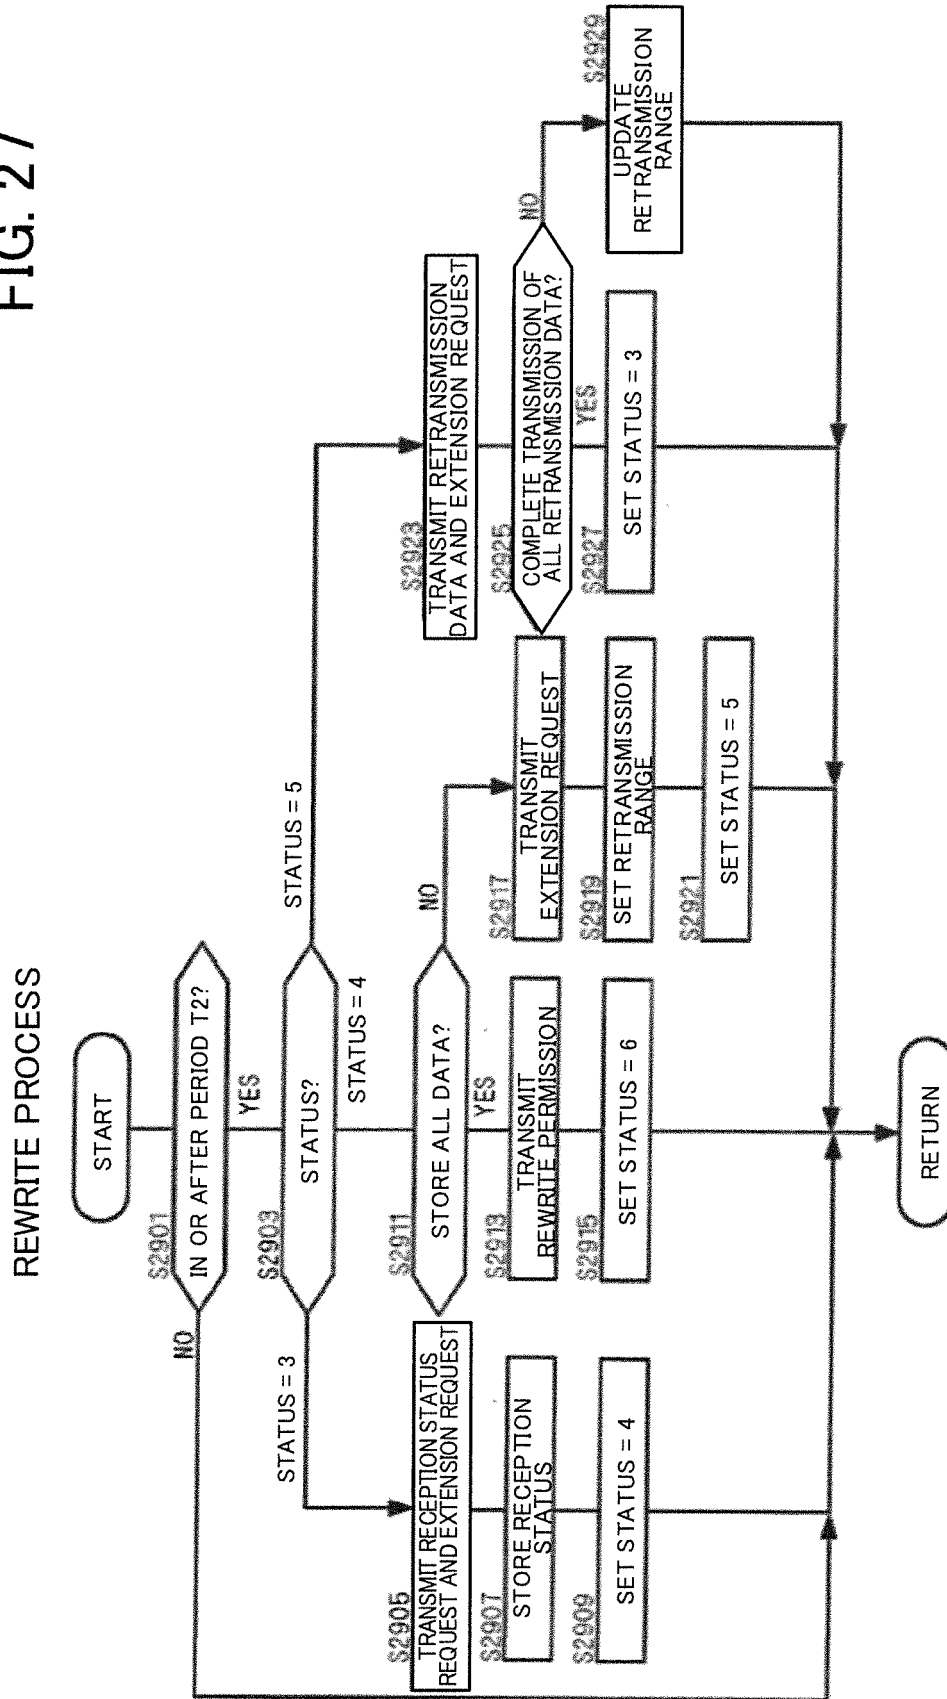 FIG. 27
REWRITE PROCESS
START
S2901
IN OR AFTER PERIOD T2?
NO
YES
S2903
STATUS?
STATUS = 3
STATUS = 4
STATUS = 5
S2905
TRANSMIT RECEPTION STATUS
REQUEST AND EXTENSION REQUEST
S2907
STORE RECEPTION
STATUS
S2909
SET STATUS = 4
S2911
STORE ALL DATA?
NO
YES
S2913
TRANSMIT
REWRITE PERMISSION
S2915
SET STATUS = 6
S2917
TRANSMIT
EXTENSION REQUEST
S2919
SET RETRANSMISSION
RANGE
S2921
SET STATUS = 5
S2923
TRANSMIT RETRANSMISSION
DATA AND EXTENSION REQUEST
S2925
COMPLETE TRANSMISSION OF
ALL RETRANSMISSION DATA?
NO
YES
S2927
SET STATUS = 3
S2929
UPDATE
RETRANSMISSION
RANGE
RETURN